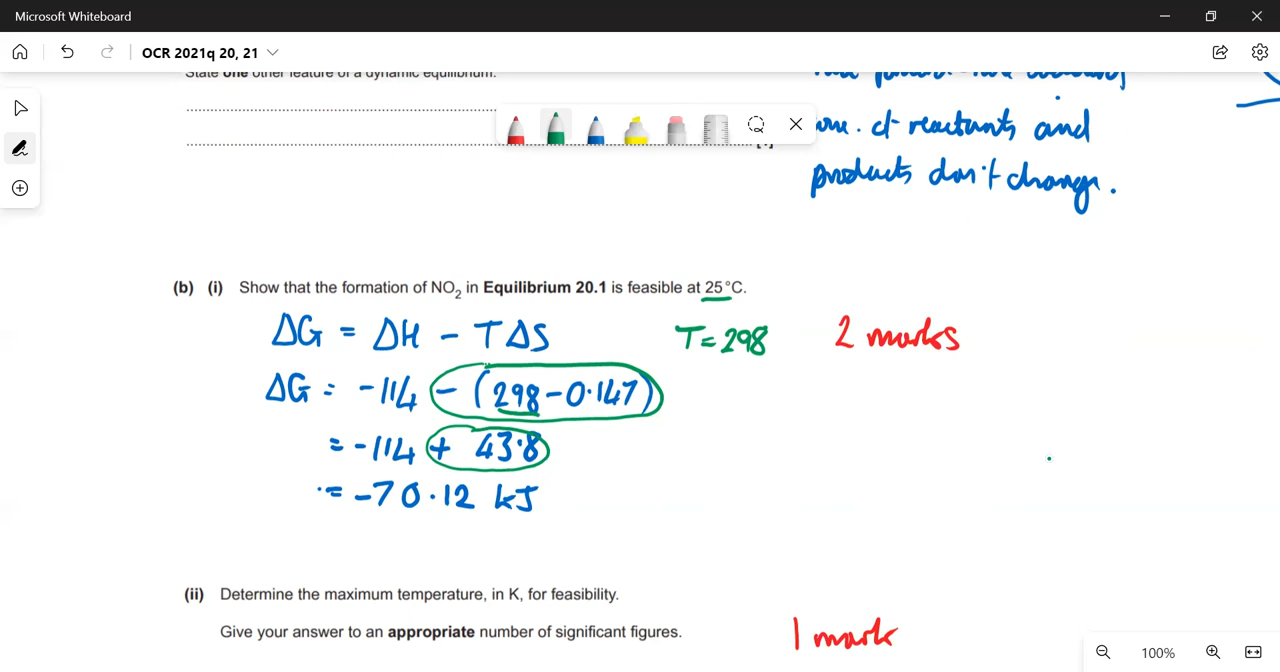 Microsoft Whiteboard
OCR 2021q 20, 21
State one other feature of a dynamic equilibrium.
of reactants and
products don't change.
(b) (i) Show that the formation of NO2 in Equilibrium 20.1 is feasible at 25 °C.
ΔG = ΔH - TΔS
T = 298
2 marks
ΔG = -114 - (298 - 0.147)
= -114 + 43.8
= -70.12 kJ
(ii) Determine the maximum temperature, in K, for feasibility.
Give your answer to an appropriate number of significant figures.
1 mark
100%